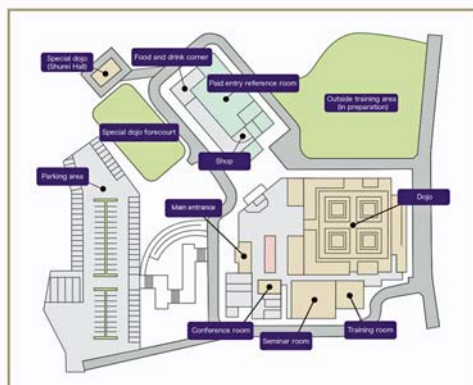 Special dojo
(Shurei Hall)
Food and drink corner
Paid entry reference room
Outside training area
(in preparation)
Special dojo forecourt
Shop
Parking area
Main entrance
Dojo
Conference room
Seminar room
Training room